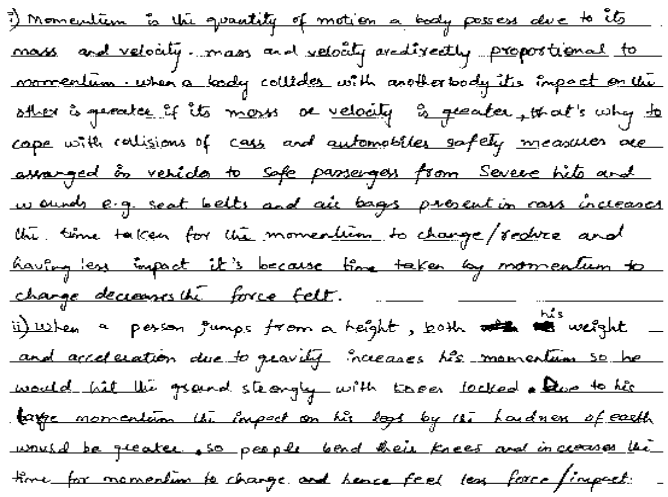 i) Momentum is the quantity of motion a body possess due to its
mass and velocity. mass and velocity are directly proportional to
momentum. when a body collides with another body it's impact on the
other is greater if its mass or velocity is greater, that's why to
cope with collisions of cars and automobiles safety measures are
arranged in vehicles to safe passengers from severe hits and
wounds e.g. seat belts and air bags present in cars increases
the time taken for the momentum to change/reduce and
having less impact it's because time taken by momentum to
change decreases the force felt.
ii) When a person jumps from a height, both his weight
and acceleration due to gravity increases his momentum so he
would hit the ground strongly with knees locked. Due to his
large momentum the impact on his legs by the hardness of earth
would be greater, so people bend their knees and increases the
time for momentum to change and hence feel less force/impact.